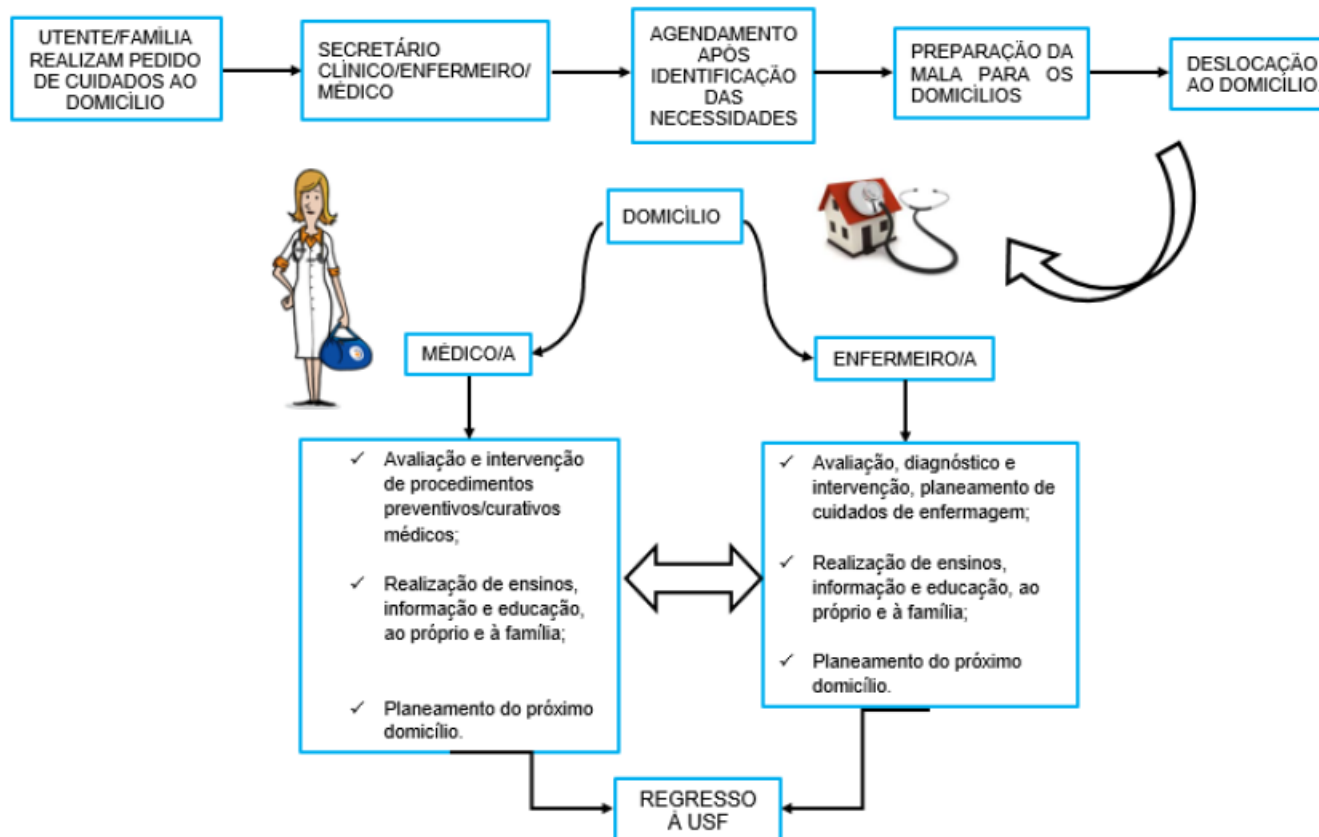 UTENTE/FAMÍLIA
REALIZAM PEDIDO
DE CUIDADOS AO
DOMICÍLIO
SECRETÁRIO
CLÍNICO/ENFERMEIRO/
MÉDICO
AGENDAMENTO
APÓS
IDENTIFICAÇÃO
DAS
NECESSIDADES
PREPARAÇÃO DA
MALA PARA OS
DOMICÍLIOS
DESLOCAÇÃO
AO DOMICÍLIO
DOMICÍLIO
MÉDICO/A
ENFERMEIRO/A
✓ Avaliação e intervenção
de procedimentos
preventivos/curativos
médicos;
✓ Realização de ensinos,
informação e educação,
ao próprio e à família;
✓ Planeamento do próximo
domicílio.
✓ Avaliação, diagnóstico e
intervenção, planeamento de
cuidados de enfermagem;
✓ Realização de ensinos,
informação e educação, ao
próprio e à família;
✓ Planeamento do próximo
domicílio.
REGRESSO
À USF